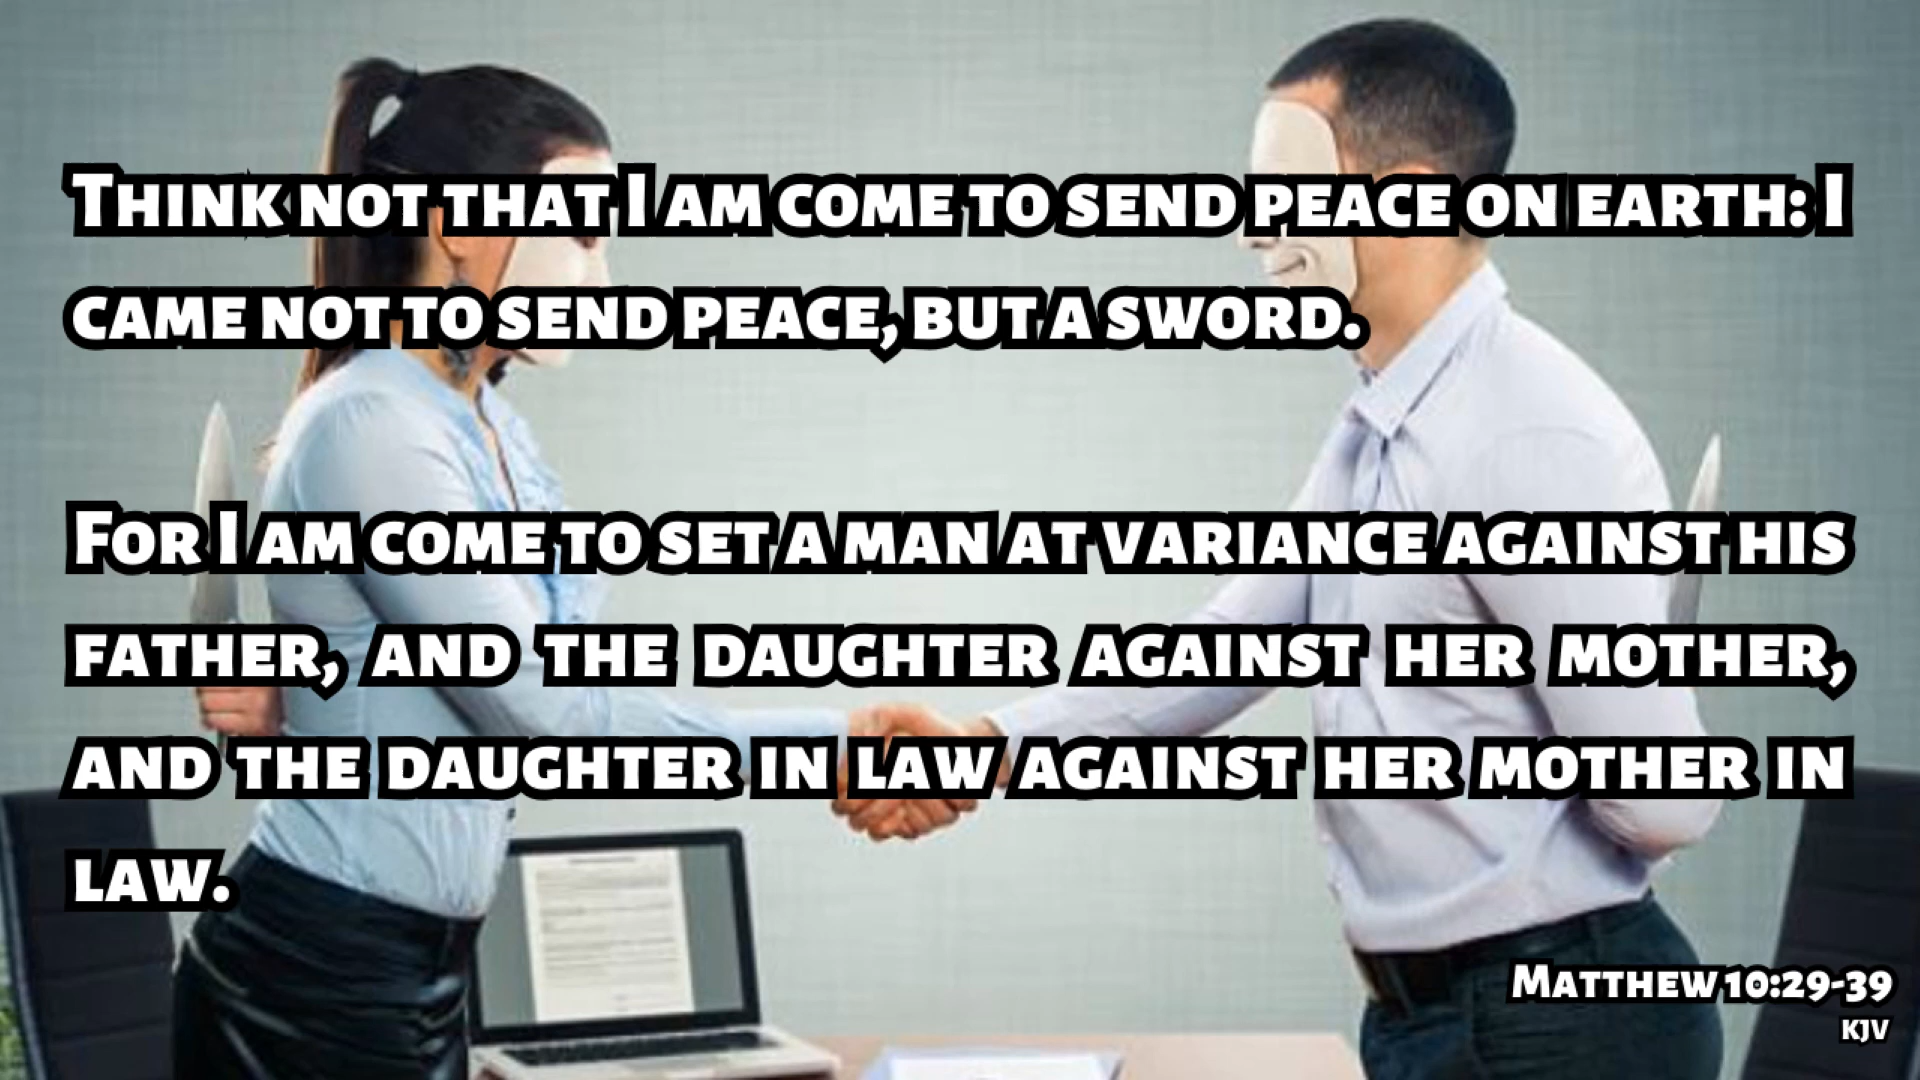 Think not that I am come to send peace on earth: I
came not to send peace, but a sword.
For I am come to set a man at variance against his
father, and the daughter against her mother,
and the daughter in law against her mother in
law.
Matthew 10:29-39
KJV